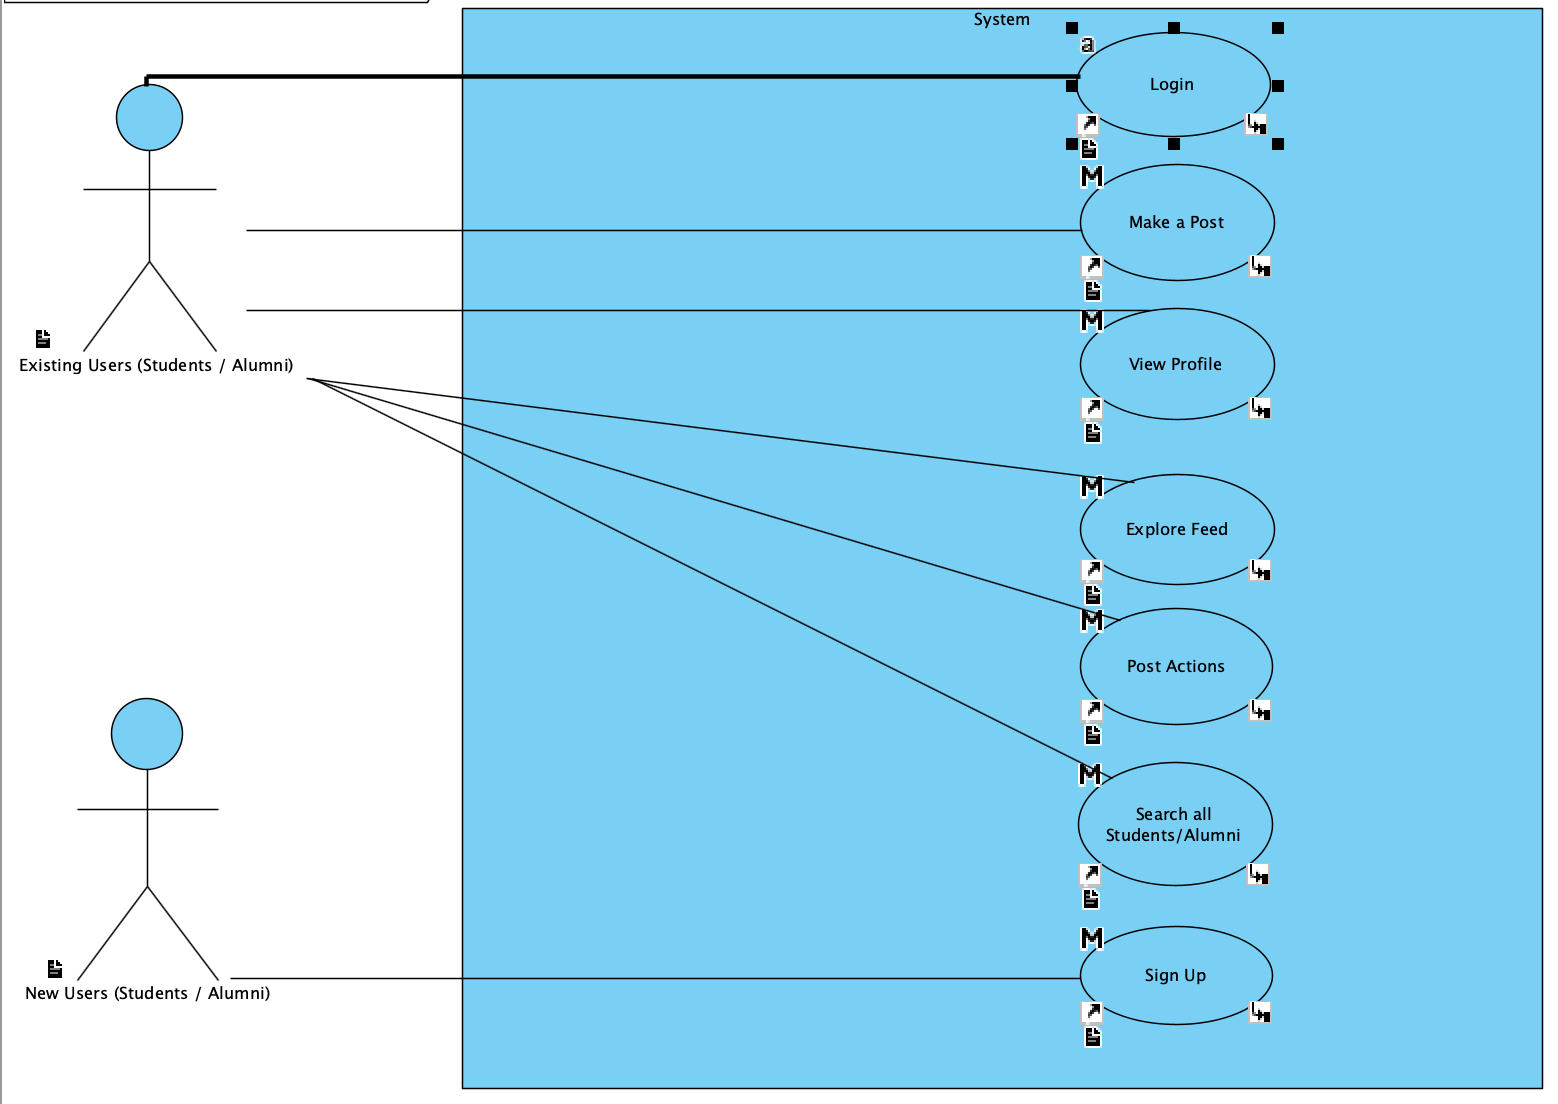 System
a
Login
M
Make a Post
M
View Profile
Existing Users (Students / Alumni)
M
Explore Feed
M
Post Actions
M
Search all
Students/Alumni
M
Sign Up
New Users (Students / Alumni)